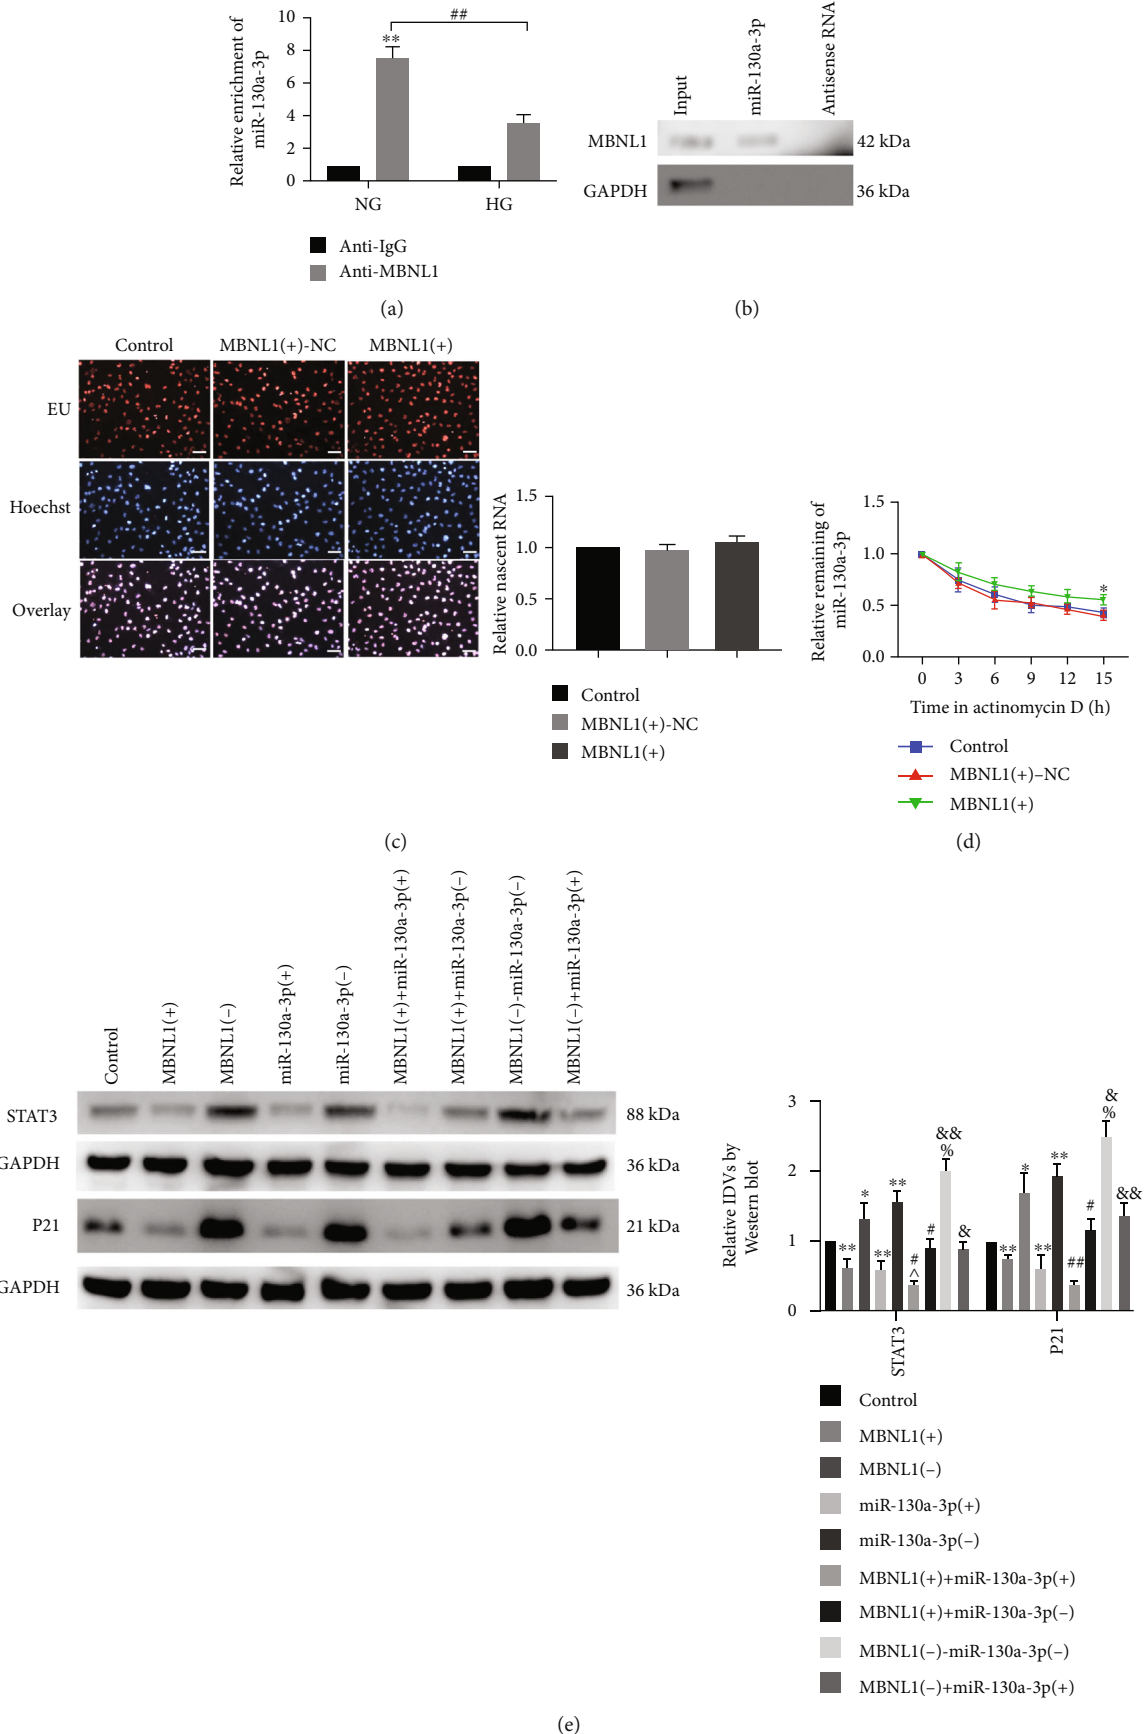 Relative enrichment of
miR-130a-3p
10
8
6
4
2
0
**
##
NG
HG
Anti-IgG
Anti-MBNL1
(a)
Input
miR-130a-3p
Antisense RNA
MBNL1
42 kDa
GAPDH
36 kDa
(b)
Control
MBNL1(+)-NC
MBNL1(+)
EU
Hoechst
Overlay
Relative nascent RNA
1.5
1.0
0.5
0.0
Control
MBNL1(+)-NC
MBNL1(+)
(c)
Relative remaining of
miR-130a-3p
1.5
1.0
0.5
0.0
*
0 3 6 9 12 15
Time in actinomycin D (h)
Control
MBNL1(+)–NC
MBNL1(+)
(d)
Control
MBNL1(+)
MBNL1(–)
miR-130a-3p(+)
miR-130a-3p(–)
MBNL1(+)+miR-130a-3p(+)
MBNL1(+)+miR-130a-3p(–)
MBNL1(–)-miR-130a-3p(–)
MBNL1(–)+miR-130a-3p(+)
STAT3
88 kDa
GAPDH
36 kDa
P21
21 kDa
GAPDH
36 kDa
Relative IDVs by
Western blot
3
2
1
0
** * ** ** # ^ # && % &
** * ** ** ## # & % &&
STAT3
P21
Control
MBNL1(+)
MBNL1(–)
miR-130a-3p(+)
miR-130a-3p(–)
MBNL1(+)+miR-130a-3p(+)
MBNL1(+)+miR-130a-3p(–)
MBNL1(–)-miR-130a-3p(–)
MBNL1(–)+miR-130a-3p(+)
(e)